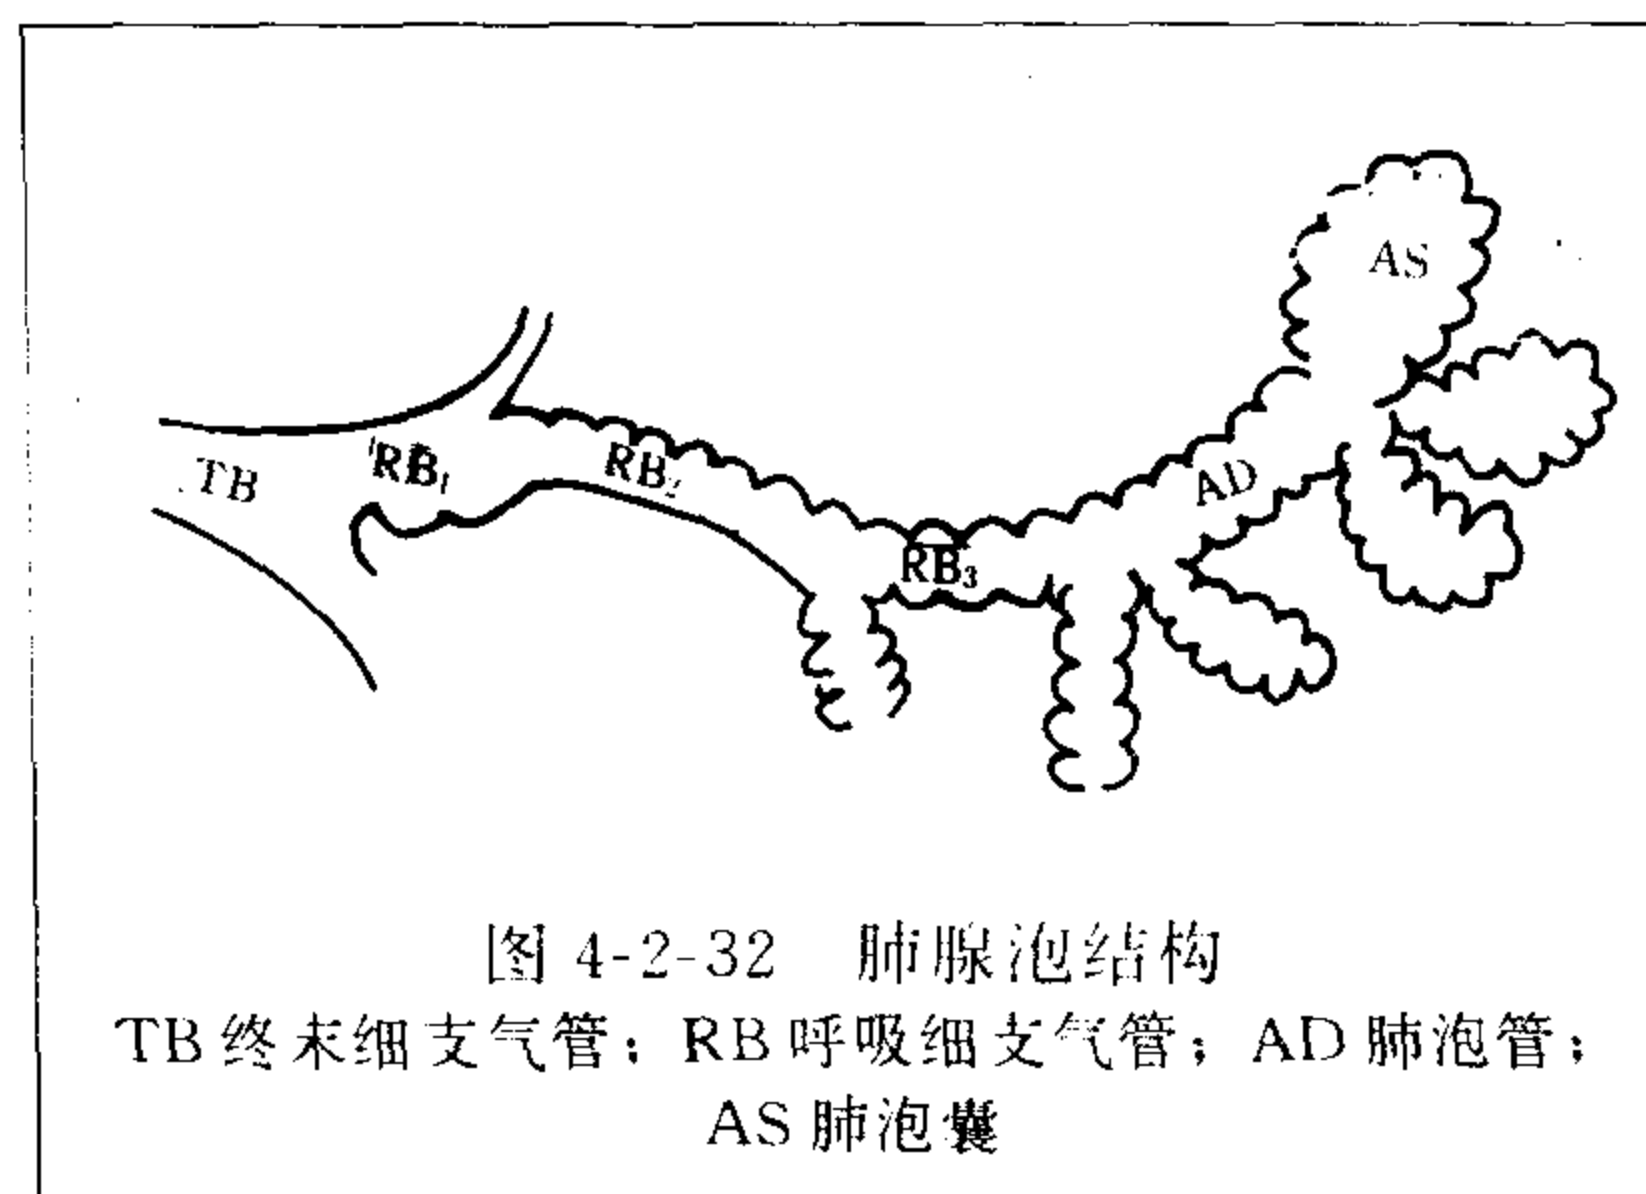 AS
TB
RB₁
RB₂
RB₃
AD
图 4-2-32 肺腺泡结构
TB 终末细支气管；RB 呼吸细支气管；AD 肺泡管；
AS 肺泡囊